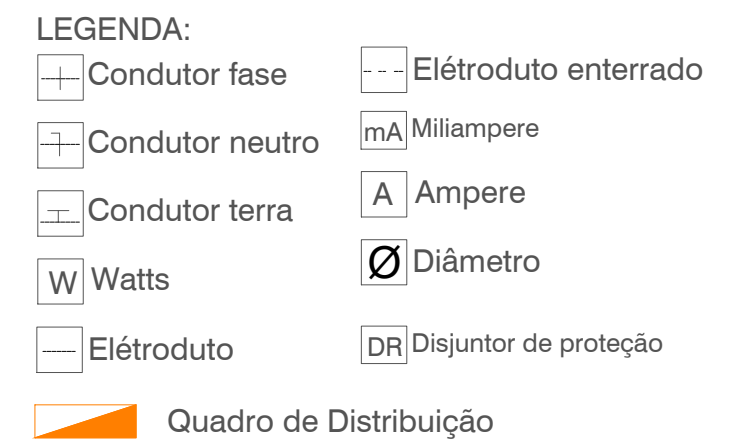 LEGENDA:
Condutor fase
Condutor neutro
Condutor terra
W Watts
Elétroduto
Elétroduto enterrado
mA Miliampere
A Ampere
Ø Diâmetro
DR Disjuntor de proteção
Quadro de Distribuição